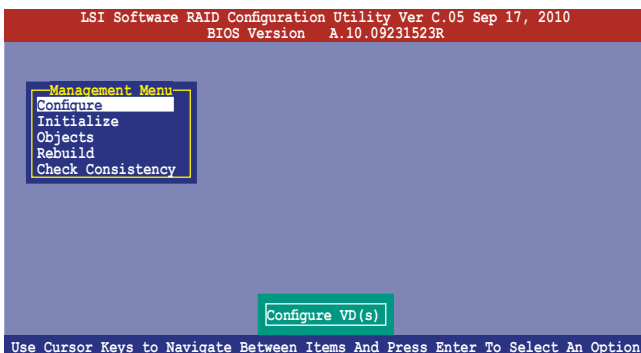 LSI Software RAID Configuration Utility Ver C.05 Sep 17, 2010
BIOS Version A.10.09231523R
Management Menu
Configure
Initialize
Objects
Rebuild
Check Consistency
Configure VD(s)
Use Cursor Keys to Navigate Between Items And Press Enter To Select An Option